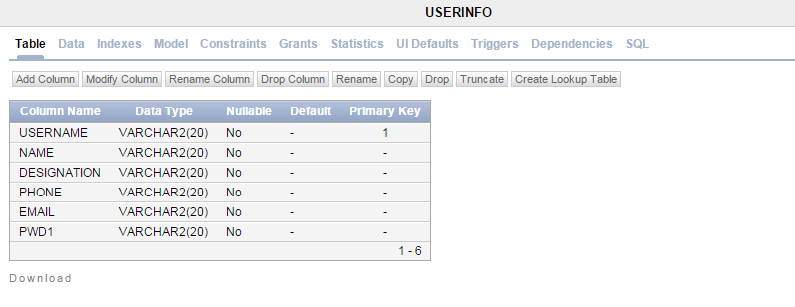 USERINFO
Table Data Indexes Model Constraints Grants Statistics UI Defaults Triggers Dependencies SQL
Add Column Modify Column Rename Column Drop Column Rename Copy Drop Truncate Create Lookup Table
Column Name Data Type Nullable Default Primary Key
USERNAME VARCHAR2(20) No - 1
NAME VARCHAR2(20) No - -
DESIGNATION VARCHAR2(20) No - -
PHONE VARCHAR2(20) No - -
EMAIL VARCHAR2(20) No - -
PWD1 VARCHAR2(20) No - -
1 - 6
Download